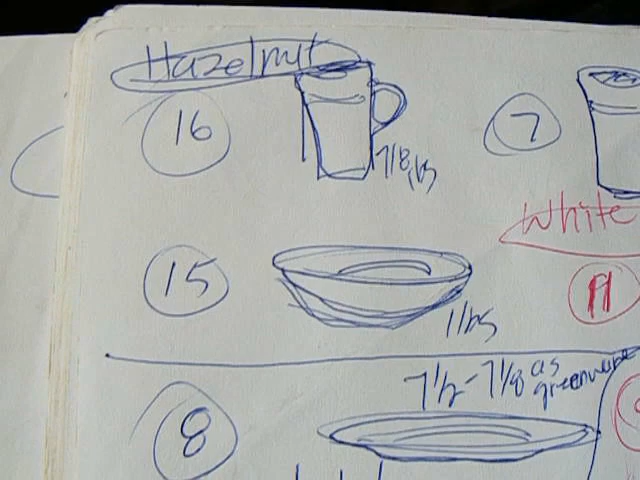 Hazelnut
16
7/8 lbs
7
White
15
1 lbs
11
7 1/2 - 7 1/8 as greenware
8